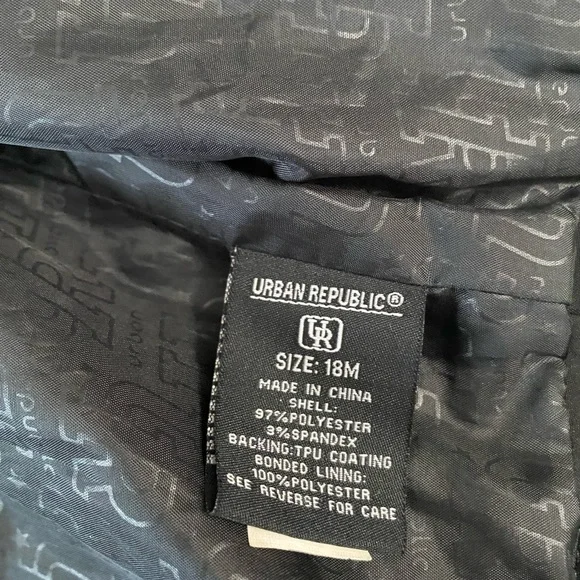 URBAN REPUBLIC®
UR
SIZE: 18M
MADE IN CHINA
SHELL:
97%POLYESTER
3%SPANDEX
BACKING:TPU COATING
BONDED LINING:
100%POLYESTER
SEE REVERSE FOR CARE